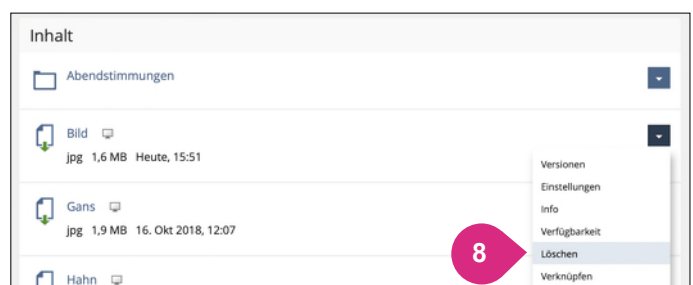 Inhalt
Abendstimmungen
Bild
jpg 1,6 MB Heute, 15:51
Versionen
Einstellungen
Gans
Info
jpg 1,9 MB 16. Okt 2018, 12:07
Verfügbarkeit
8
Löschen
Hahn
Verknüpfen